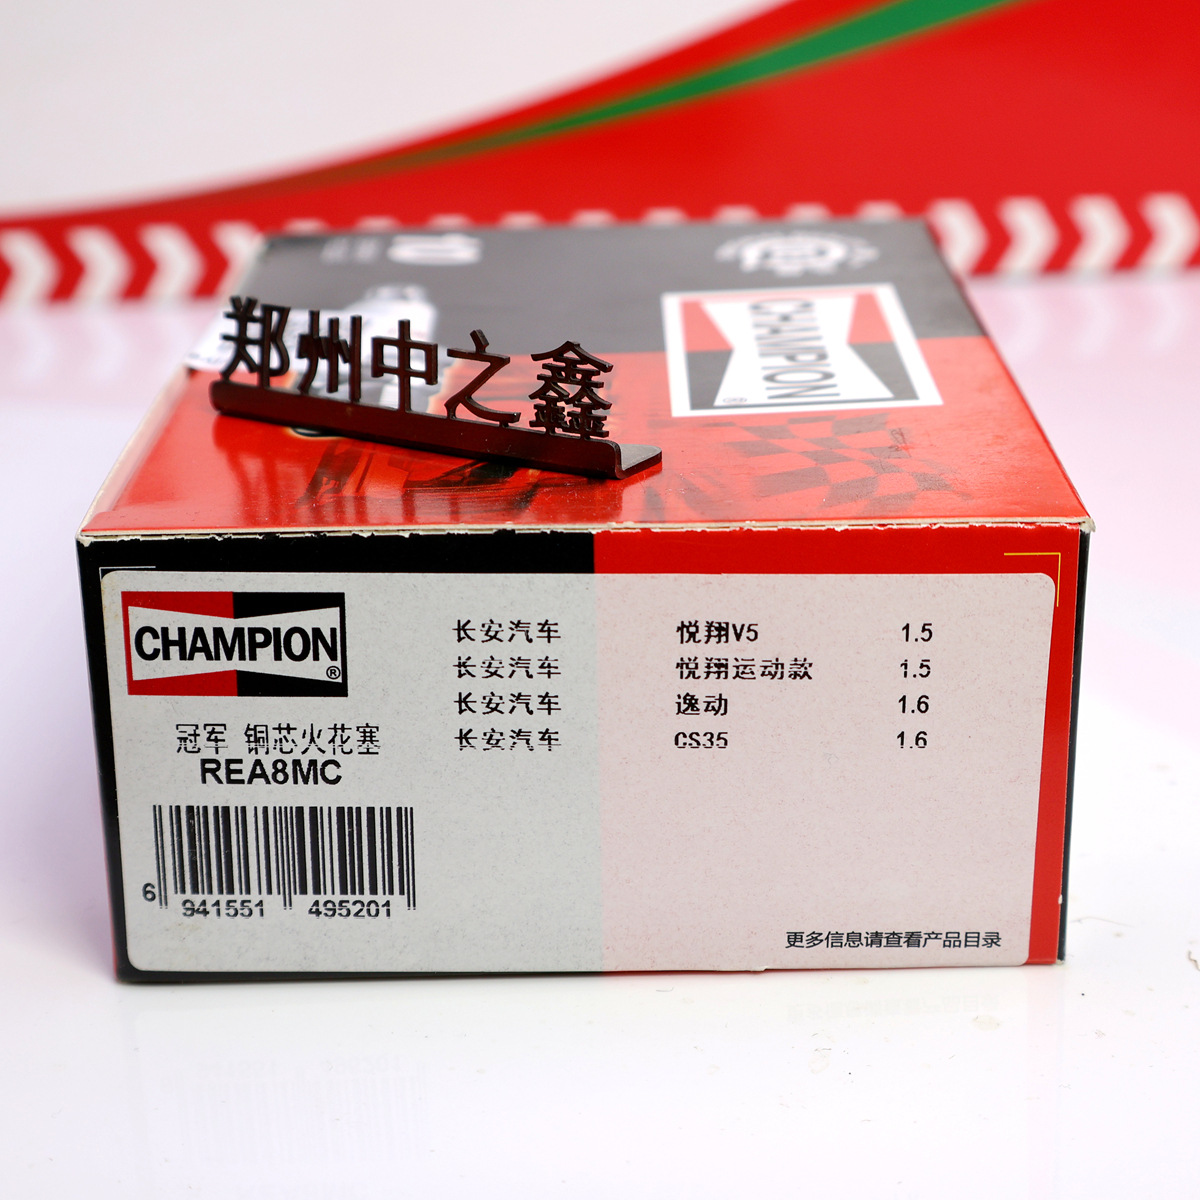 10
CHAMPION
®
郑州中之鑫
CHAMPION
®
冠军 铜芯火花塞
REA8MC
6 941551 495201
长安汽车 悦翔V5 1.5
长安汽车 悦翔运动款 1.5
长安汽车 逸动 1.6
长安汽车 CS35 1.6
更多信息请查看产品目录